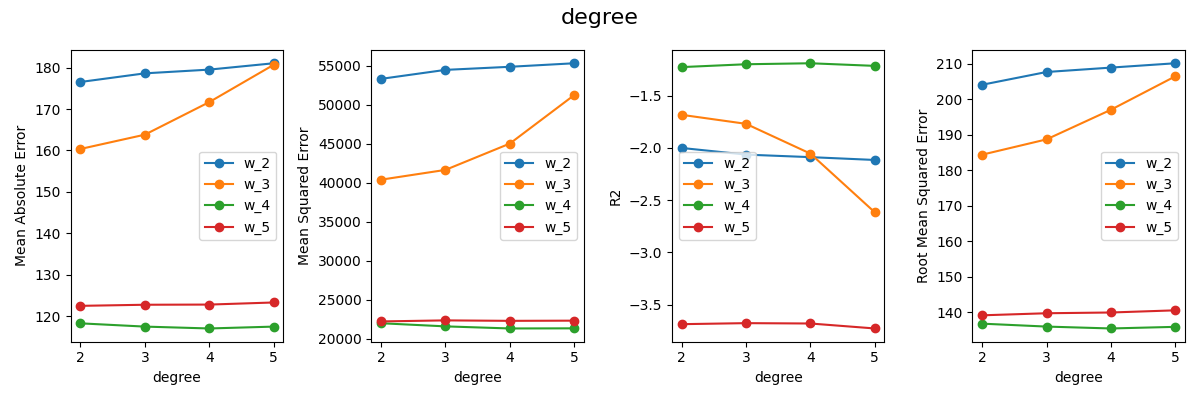 degree
Mean Absolute Error
180
170
160
150
140
130
120
2 3 4 5
degree
w_2
w_3
w_4
w_5
Mean Squared Error
55000
50000
45000
40000
35000
30000
25000
20000
2 3 4 5
degree
w_2
w_3
w_4
w_5
R2
−1.5
−2.0
−2.5
−3.0
−3.5
2 3 4 5
degree
w_2
w_3
w_4
w_5
Root Mean Squared Error
210
200
190
180
170
160
150
140
2 3 4 5
degree
w_2
w_3
w_4
w_5